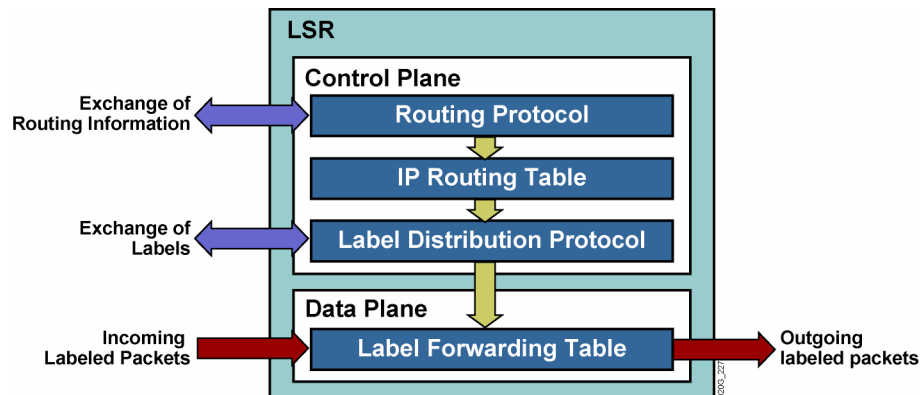 LSR
Control Plane
Exchange of
Routing Information
Routing Protocol
IP Routing Table
Exchange of
Labels
Label Distribution Protocol
Data Plane
Incoming
Labeled Packets
Label Forwarding Table
Outgoing
labeled packets